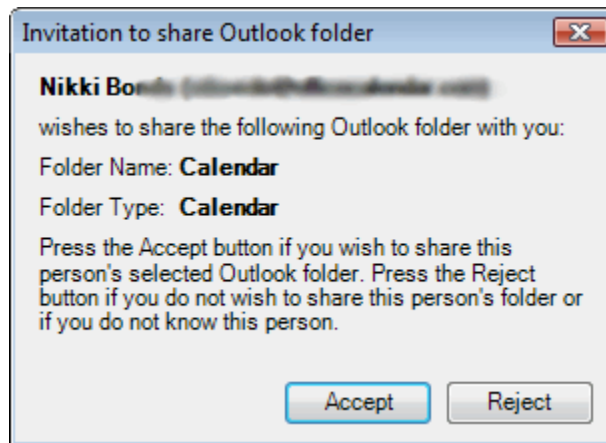 Invitation to share Outlook folder
Nikki
wishes to share the following Outlook folder with you:
Folder Name: Calendar
Folder Type: Calendar
Press the Accept button if you wish to share this
person's selected Outlook folder. Press the Reject
button if you do not wish to share this person's folder or
if you do not know this person.
Accept
Reject